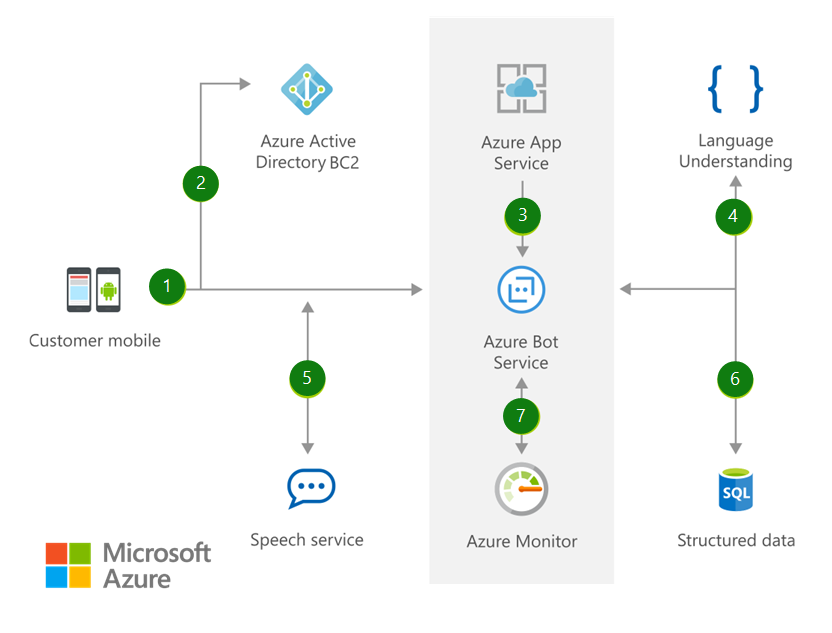 Azure Active
Directory BC2
Azure App
Service
Language
Understanding
2
3
4
1
Customer mobile
Azure Bot
Service
5
6
7
SQL
Speech service
Azure Monitor
Structured data
Microsoft
Azure